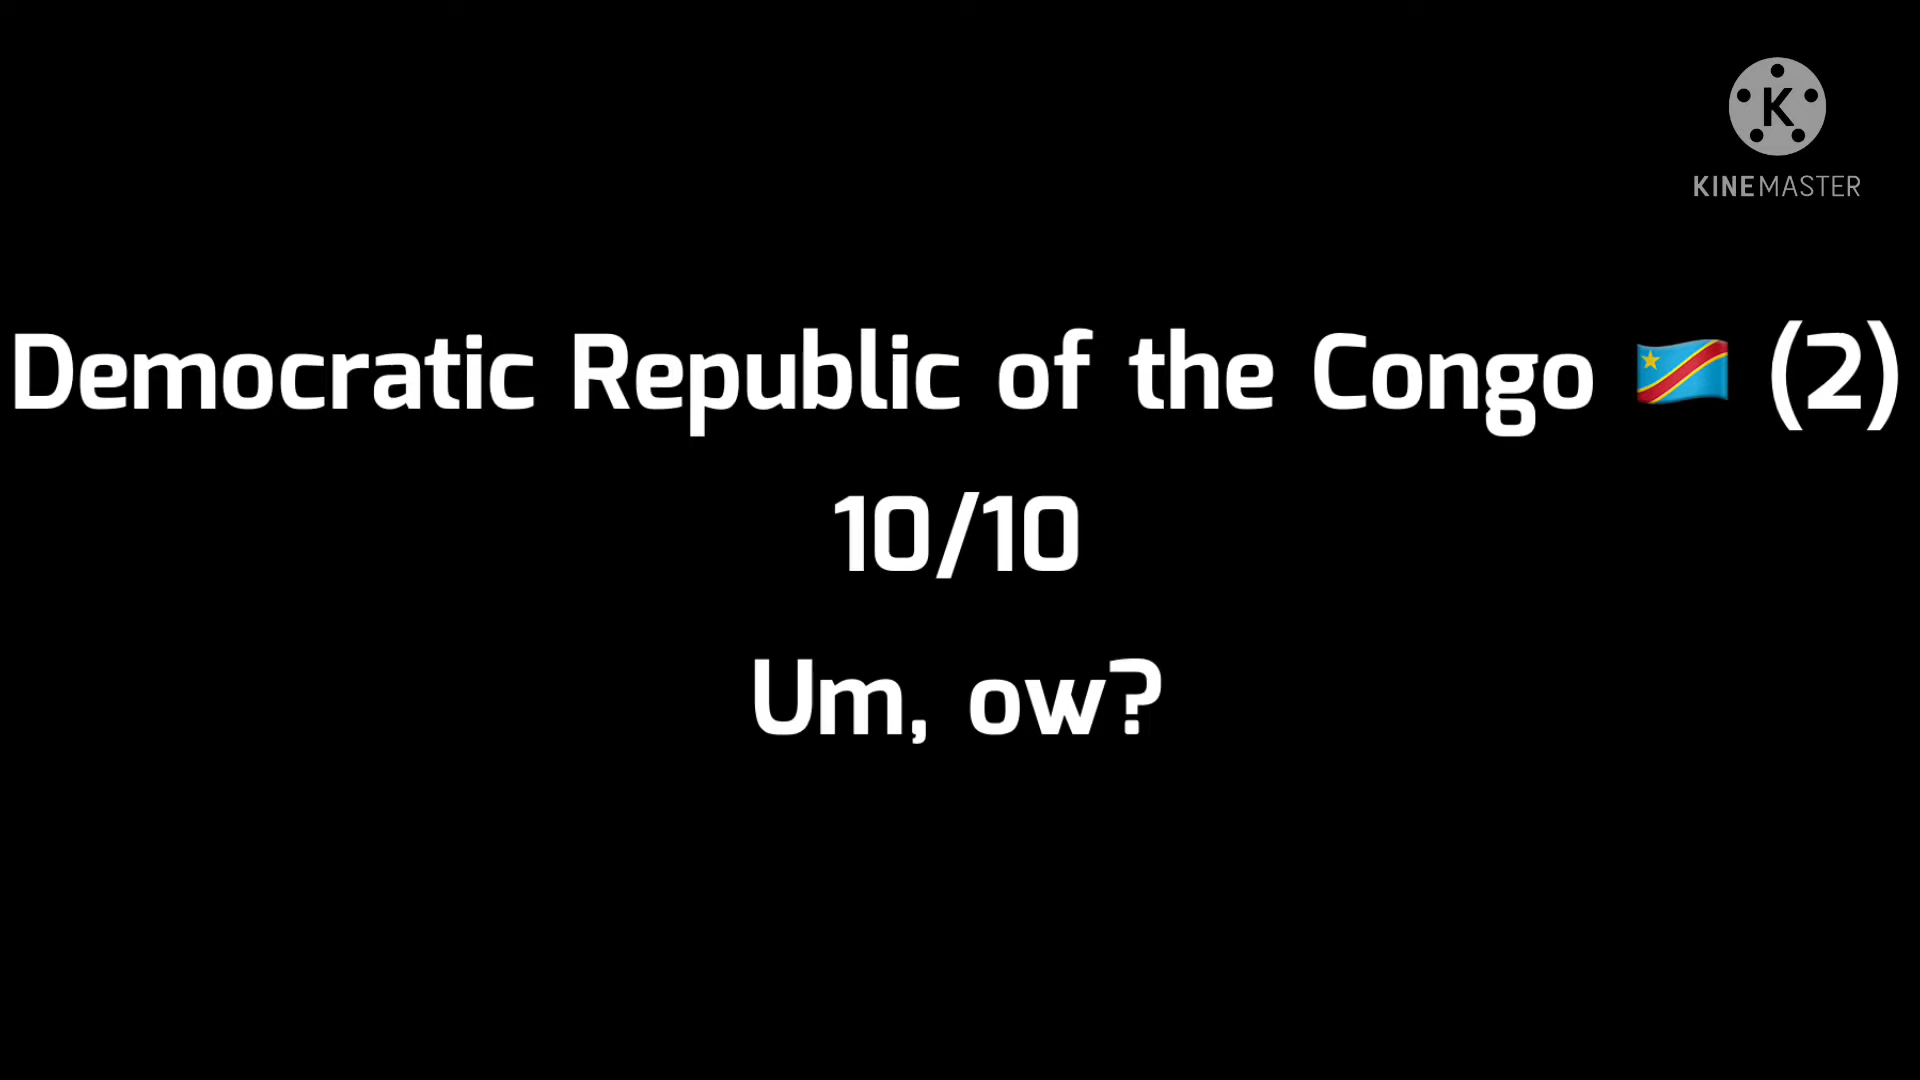 K
KINEMASTER
Democratic Republic of the Congo 🇨🇩 (2)
10/10
Um, ow?